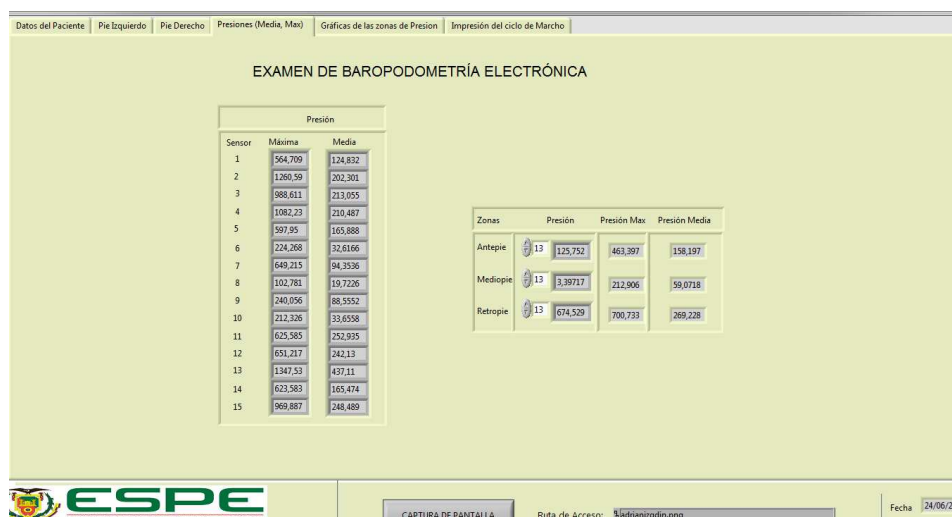 Datos del Paciente Pie Izquierdo Pie Derecho Presiones (Media, Max) Gráficas de las zonas de Presion Impresión del ciclo de Marcho
EXAMEN DE BAROPODOMETRÍA ELECTRÓNICA
Presión
Sensor Máxima Media
1 564,709 124,832
2 1260,59 202,301
3 988,611 213,055
4 1082,23 210,487
5 597,95 165,888
6 224,268 32,6166
7 649,215 94,3536
8 102,781 19,7226
9 240,056 88,5552
10 212,326 33,6558
11 625,585 252,935
12 651,217 242,13
13 1347,53 437,11
14 623,583 165,474
15 969,887 248,489
Zonas Presión Presión Max Presión Media
Antepie 13 125,752 463,397 158,197
Mediopie 13 3,39717 212,906 59,0718
Retropie 13 674,529 700,733 269,228
ESPE
CAPTURA DE PANTALLA
Ruta de Acceso:
Fecha 24/06/2